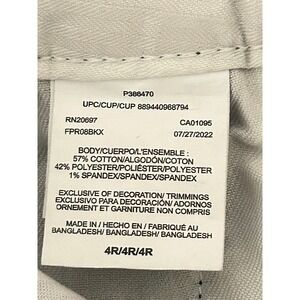 P386470
UPC/CUP/CUP 889440968794
RN20697 CA01095
FPR08BKX 07/27/2022
BODY/CUERPO/L'ENSEMBLE :
57% COTTON/ALGODÓN/COTON
42% POLYESTER/POLIÉSTER/POLYESTER
1% SPANDEX/SPANDEX/SPANDEX
EXCLUSIVE OF DECORATION/ TRIMMINGS
EXCLUSIVO PARA DECORACIÓN/ ADORNOS
ORNEMENT ET GARNITURE NON COMPRIS
MADE IN / HECHO EN / FABRIQUÉ AU
BANGLADESH/ BANGLADESH/ BANGLADESH
4R/4R/4R